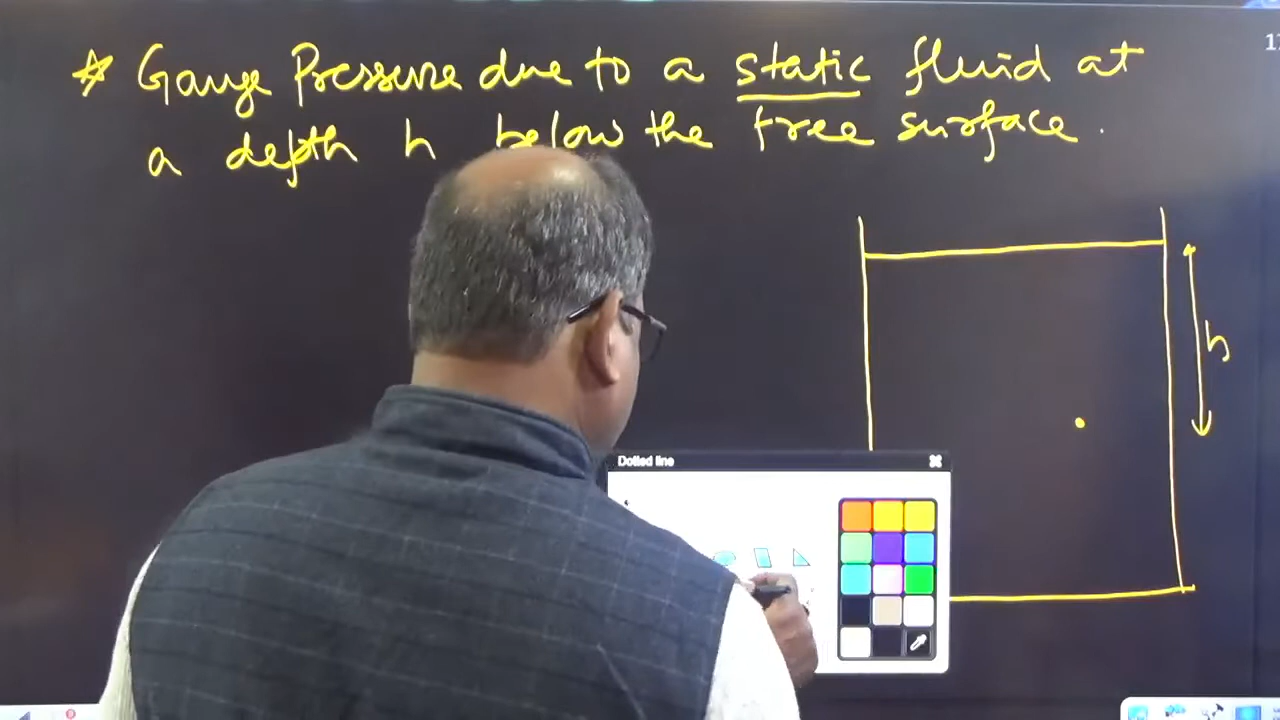 ☆ Gauge Pressure due to a static fluid at
a depth h below the free surface.
h
Dotted line